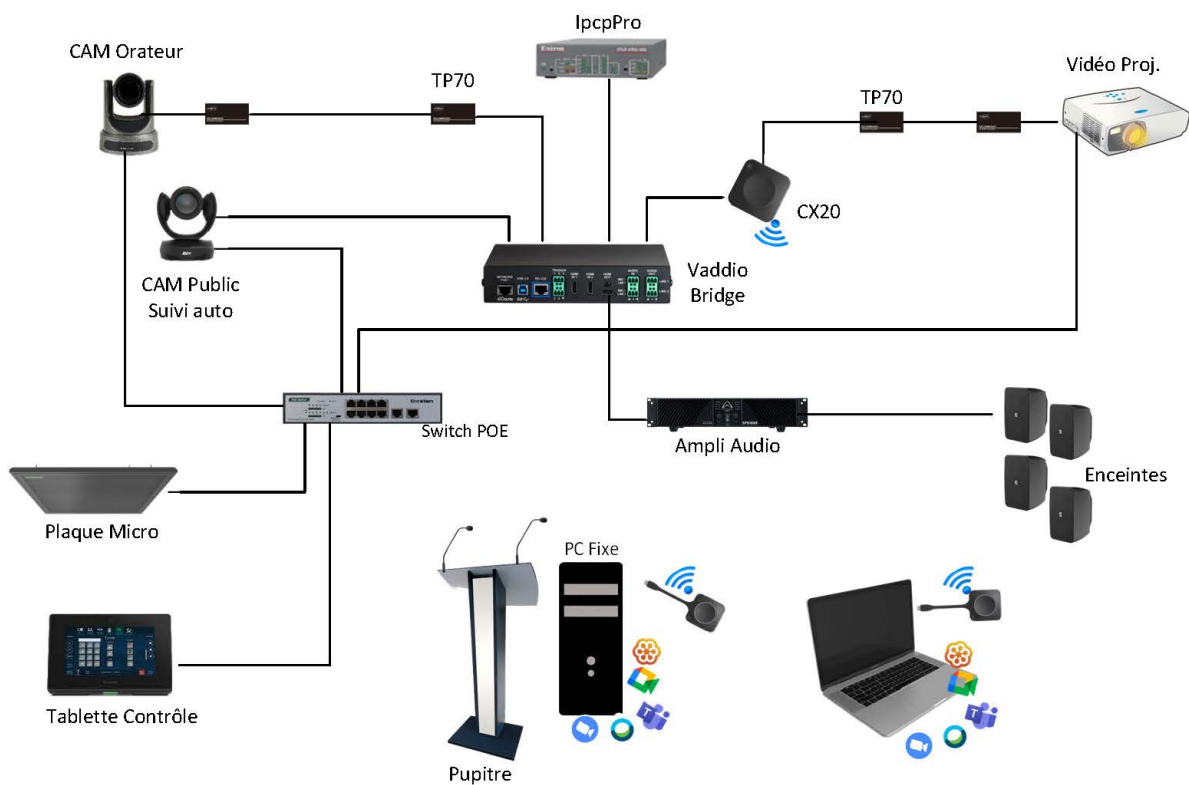 IpcpPro
CAM Orateur
Vidéo Proj.
TP70
TP70
Extron
CX20
CAM Public
Suivi auto
Vaddio
Bridge
Switch POE
Ampli Audio
Enceintes
Plaque Micro
PC Fixe
Tablette Contrôle
Pupitre